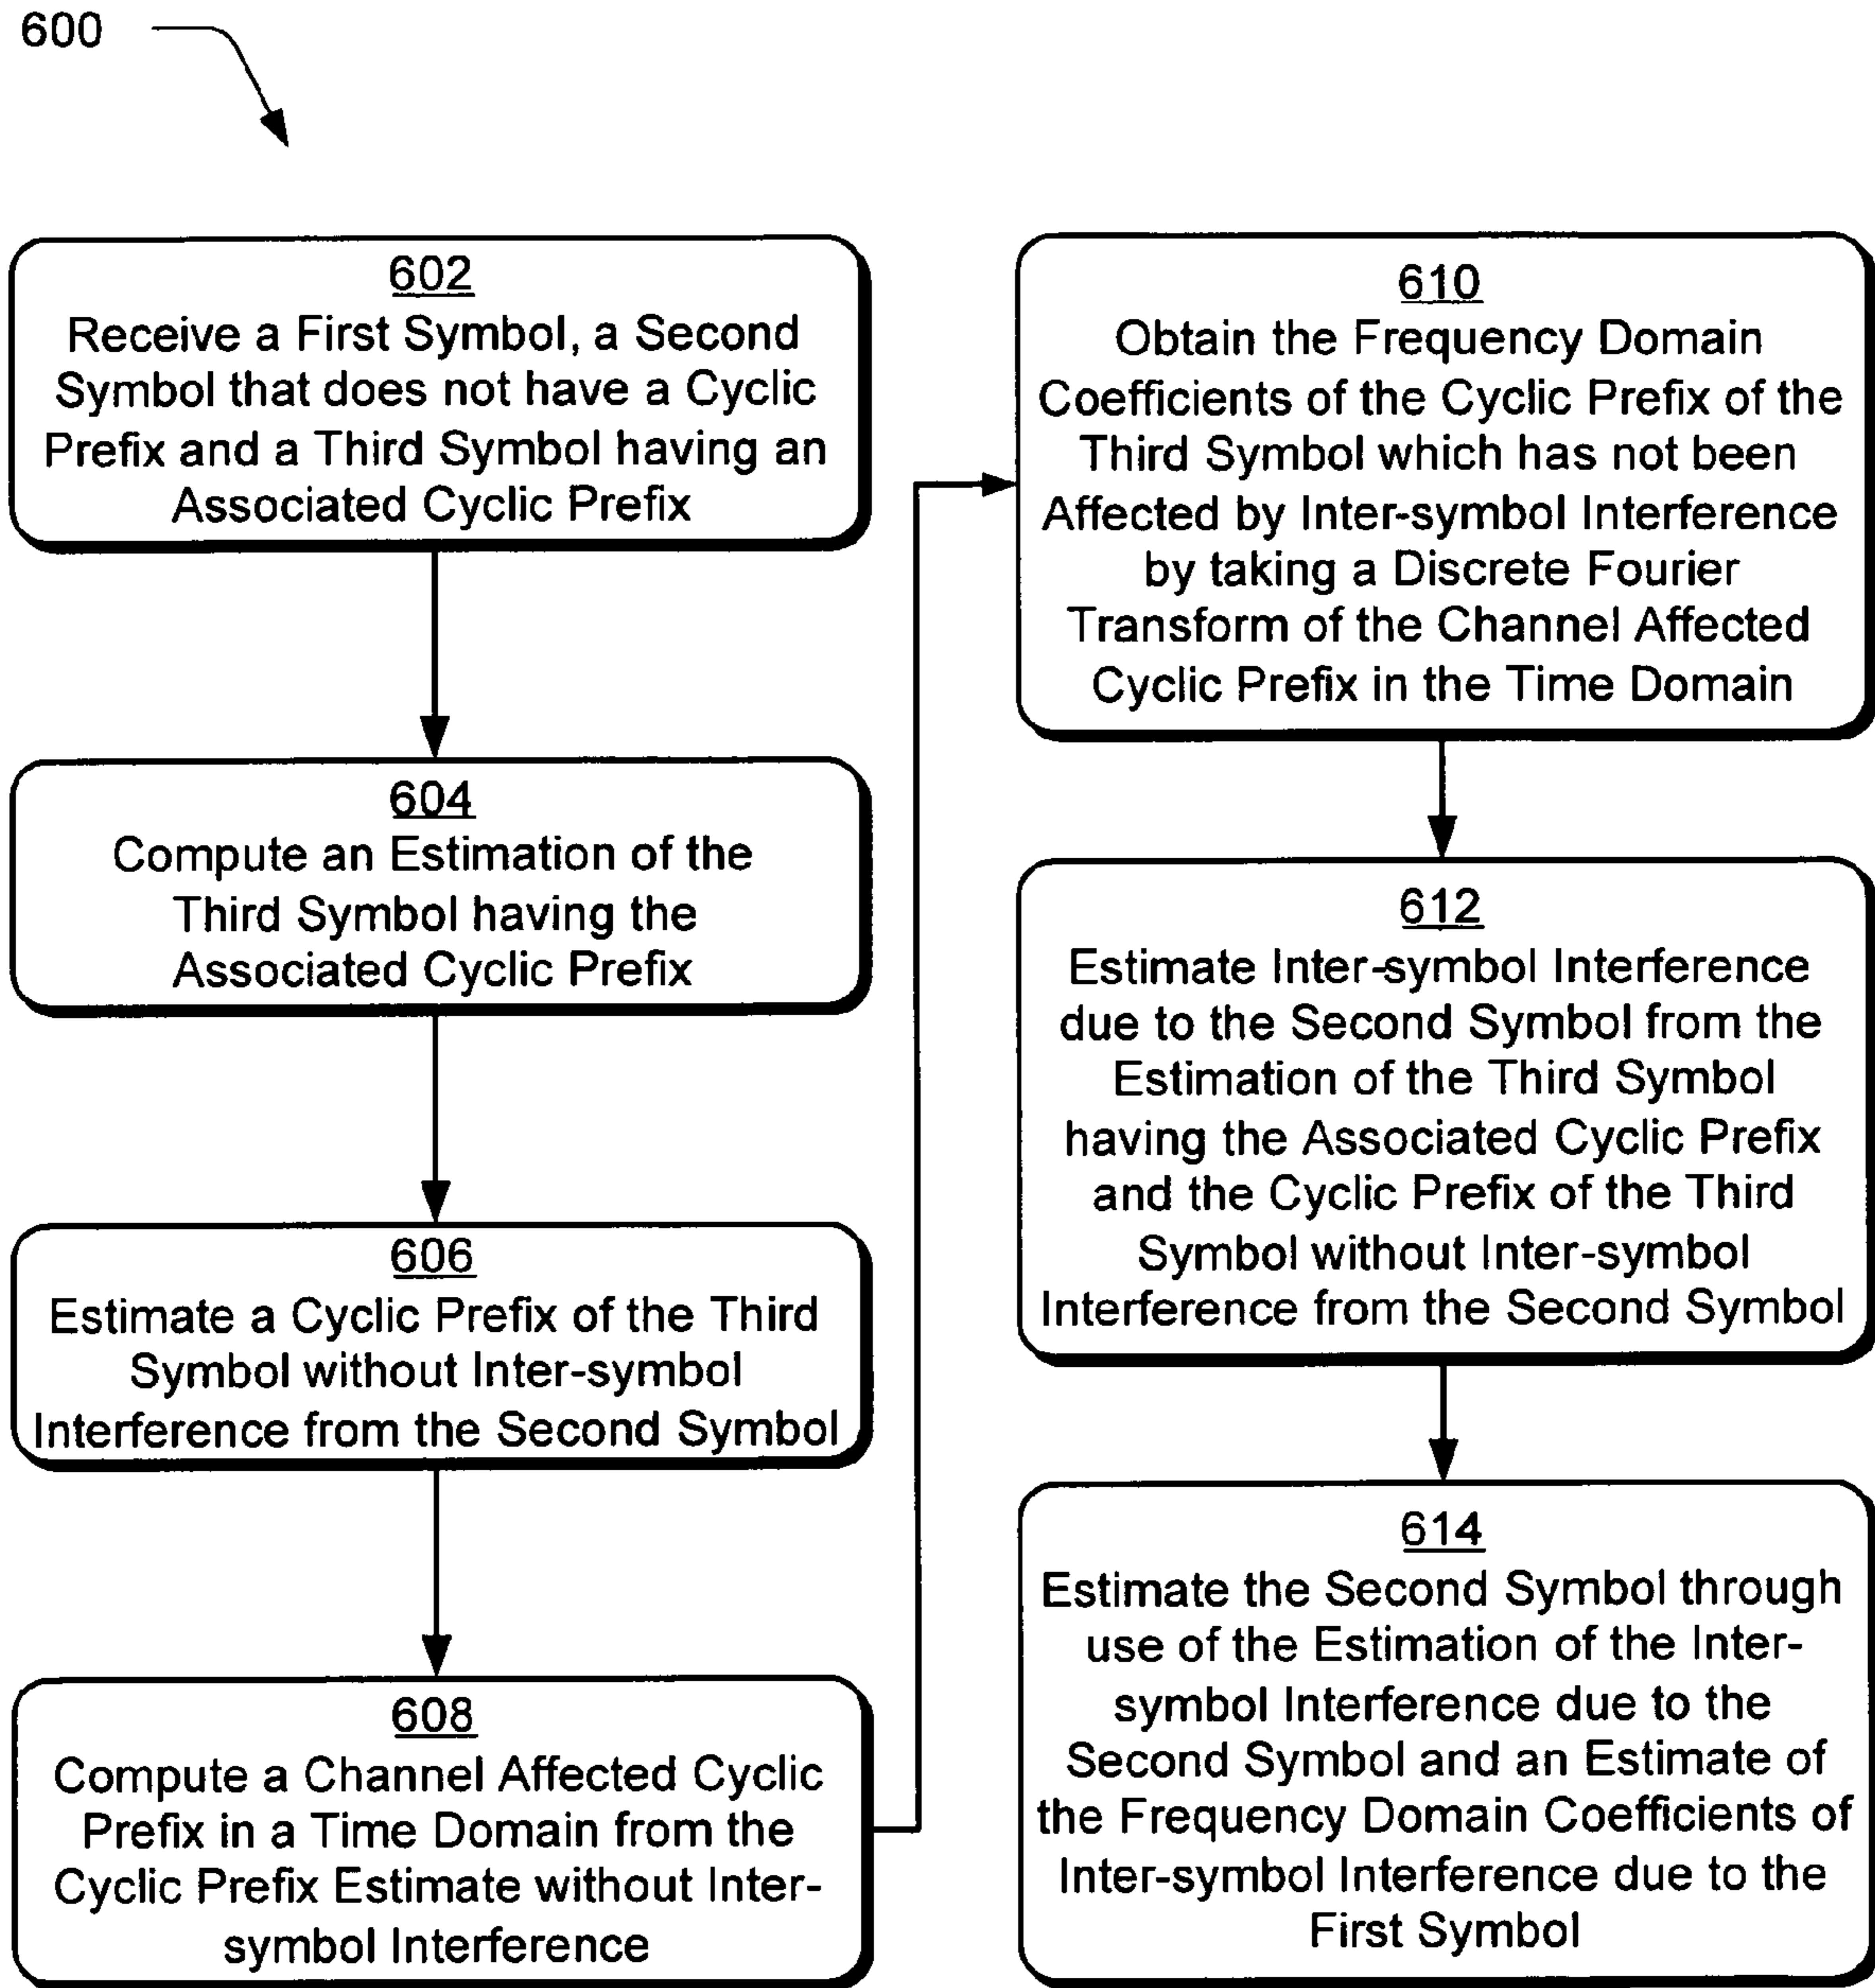 600
602
Receive a First Symbol, a Second
Symbol that does not have a Cyclic
Prefix and a Third Symbol having an
Associated Cyclic Prefix
604
Compute an Estimation of the
Third Symbol having the
Associated Cyclic Prefix
606
Estimate a Cyclic Prefix of the Third
Symbol without Inter-symbol
Interference from the Second Symbol
608
Compute a Channel Affected Cyclic
Prefix in a Time Domain from the
Cyclic Prefix Estimate without Inter-
symbol Interference
610
Obtain the Frequency Domain
Coefficients of the Cyclic Prefix of the
Third Symbol which has not been
Affected by Inter-symbol Interference
by taking a Discrete Fourier
Transform of the Channel Affected
Cyclic Prefix in the Time Domain
612
Estimate Inter-symbol Interference
due to the Second Symbol from the
Estimation of the Third Symbol
having the Associated Cyclic Prefix
and the Cyclic Prefix of the Third
Symbol without Inter-symbol
Interference from the Second Symbol
614
Estimate the Second Symbol through
use of the Estimation of the Inter-
symbol Interference due to the
Second Symbol and an Estimate of
the Frequency Domain Coefficients of
Inter-symbol Interference due to the
First Symbol